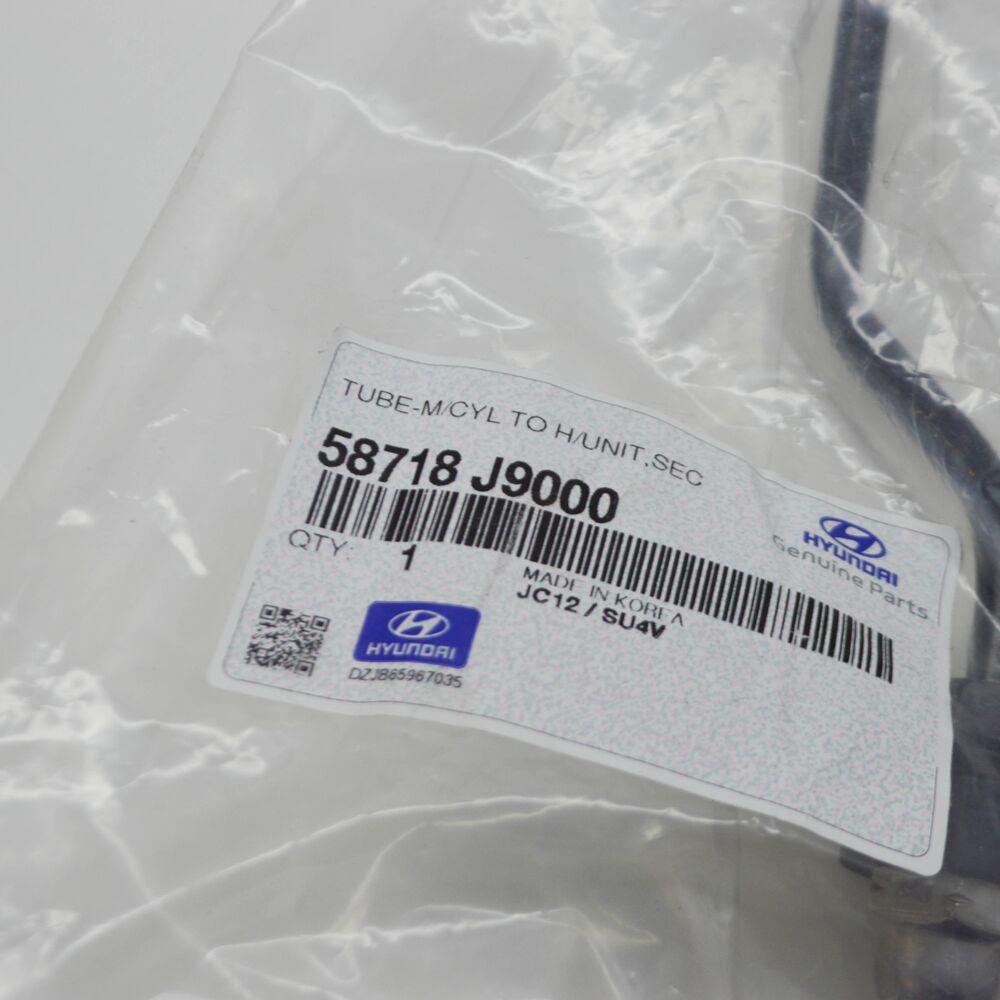 TUBE-M/CYL TO H/UNIT,SEC
58718 J9000
QTY: 1
MADE IN KOREA
JC12 / SU4V
HYUNDAI
Genuine Parts
HYUNDAI
DZJB65967035